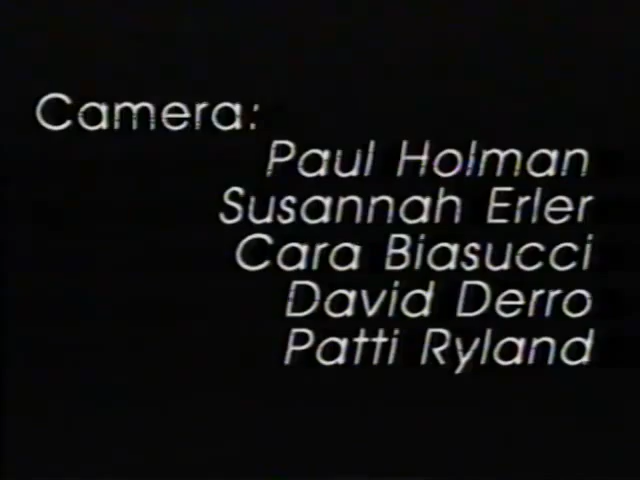 Camera:
Paul Holman
Susannah Erler
Cara Biasucci
David Derro
Patti Ryland